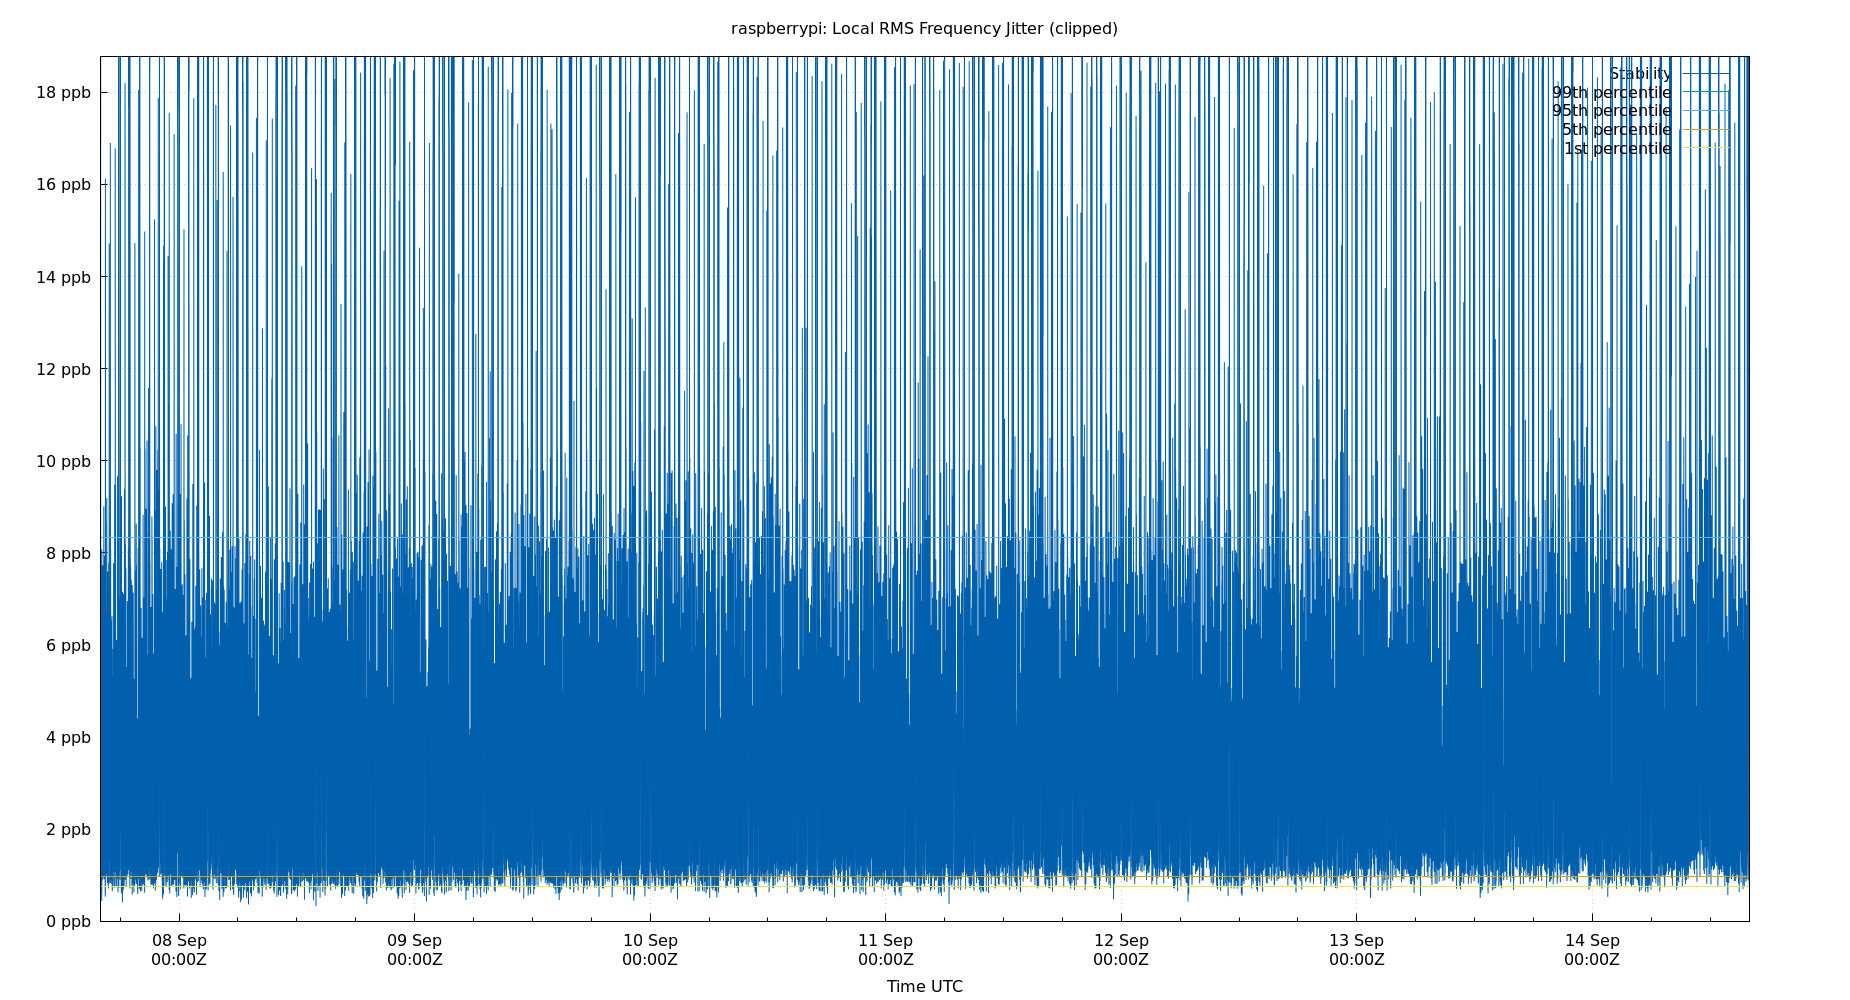 raspberrypi: Local RMS Frequency Jitter (clipped)
Stability
99th percentile
95th percentile
5th percentile
1st percentile
18 ppb
16 ppb
14 ppb
12 ppb
10 ppb
8 ppb
6 ppb
4 ppb
2 ppb
0 ppb
08 Sep 09 Sep 10 Sep 11 Sep 12 Sep 13 Sep 14 Sep
00:00Z 00:00Z 00:00Z 00:00Z 00:00Z 00:00Z 00:00Z
Time UTC